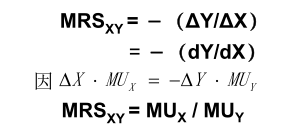 MRSXY= – (ΔY/ΔX)
= – (dY/dX)
因 ΔX · MUX = −ΔY · MUY
MRSXY = MUX / MUY